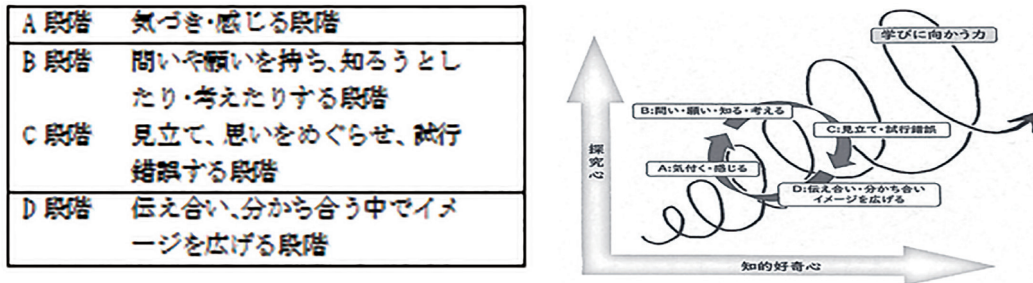 A 段階 気づき・感じる段階
B 段階 問いや願いを持ち、知ろうとし
たり・考えたりする段階
C 段階 見立て、思いをめぐらせ、試行
錯誤する段階
D 段階 伝え合い、分かち合う中でイメ
ージを広げる段階
学びに向かう力
B:問い・願い・知る・考える
C:見立て・試行錯誤
A:気付く・感じる
D:伝え合い・分かち合い
イメージを広げる
探究心
知的好奇心